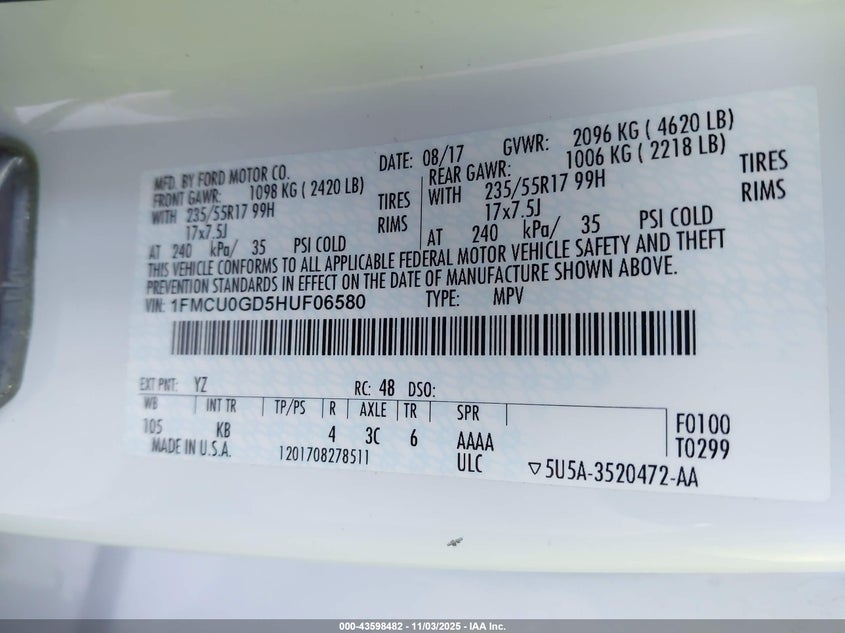 MFD. BY FORD MOTOR CO.
DATE: 08/17 GVWR: 2096 KG ( 4620 LB)
FRONT GAWR: 1098 KG ( 2420 LB)
REAR GAWR: 1006 KG ( 2218 LB)
WITH 235/55R17 99H TIRES
WITH 235/55R17 99H TIRES
17x7.5J RIMS
17x7.5J RIMS
AT 240 kPa/ 35 PSI COLD
AT 240 kPa/ 35 PSI COLD
THIS VEHICLE CONFORMS TO ALL APPLICABLE FEDERAL MOTOR VEHICLE SAFETY AND THEFT
PREVENTION STANDARDS IN EFFECT ON THE DATE OF MANUFACTURE SHOWN ABOVE.
VIN: 1FMCU0GD5HUF06580 TYPE: MPV
EXT PNT: YZ RC: 48 DSO:
WB INT TR TP/PS R AXLE TR SPR
105 KB 4 3C 6 AAAA
F0100
T0299
MADE IN U.S.A. 1201708278511 ULC ▽5U5A-3520472-AA
000-43598482 - 11/03/2025 - IAA Inc.